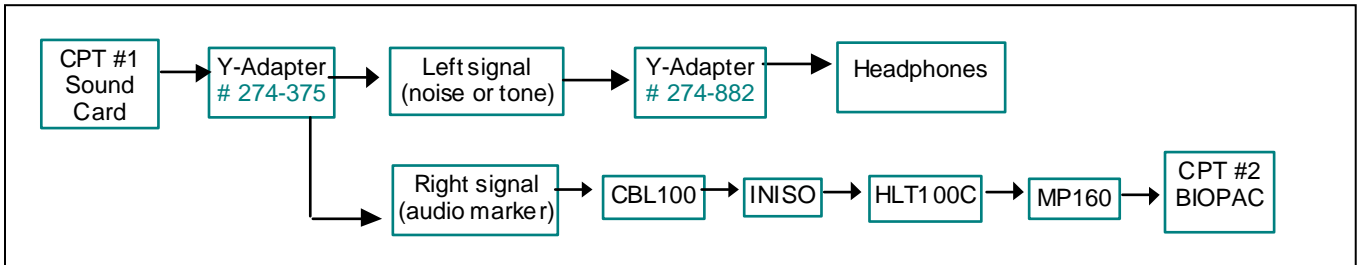 CPT #1
Sound
Card
Y-Adapter
# 274-375
Left signal
(noise or tone)
Y-Adapter
# 274-882
Headphones
Right signal
(audio marker)
CBL100
INISO
HLT100C
MP160
CPT #2
BIOPAC